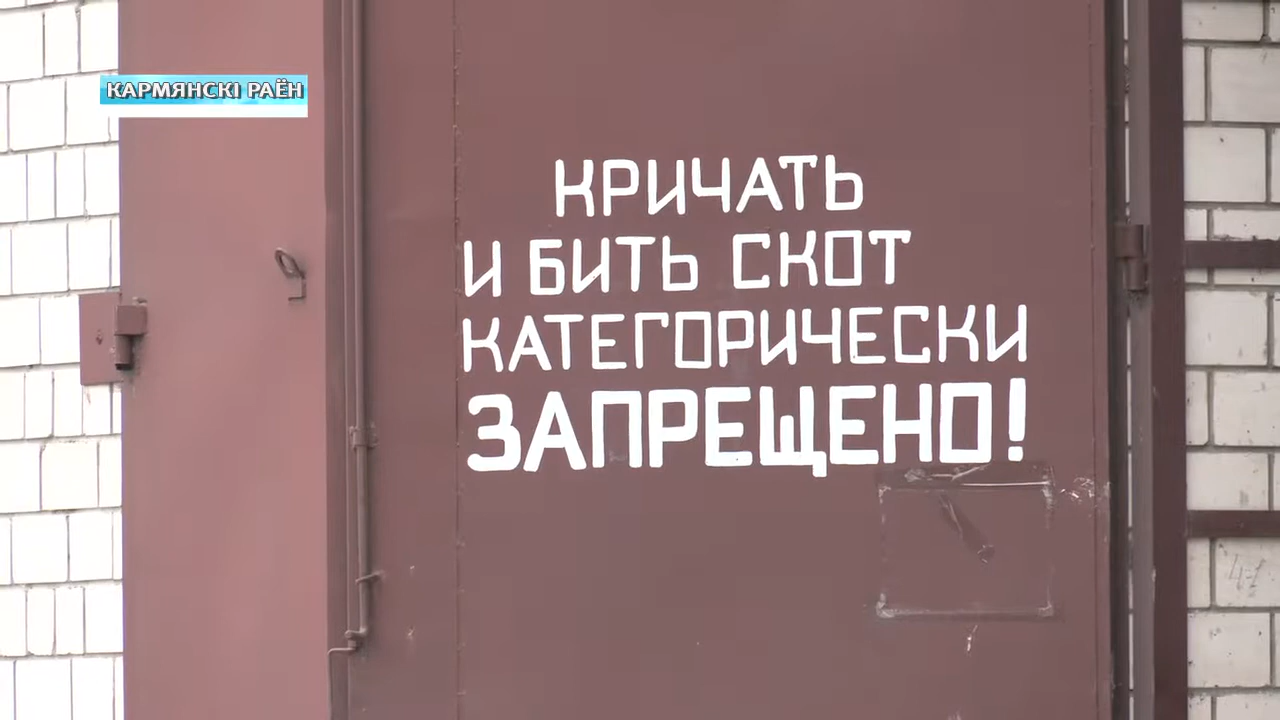 КАРМЯНСКІ РАЁН
КРИЧАТЬ
И БИТЬ СКОТ
КАТЕГОРИЧЕСКИ
ЗАПРЕЩЕНО!